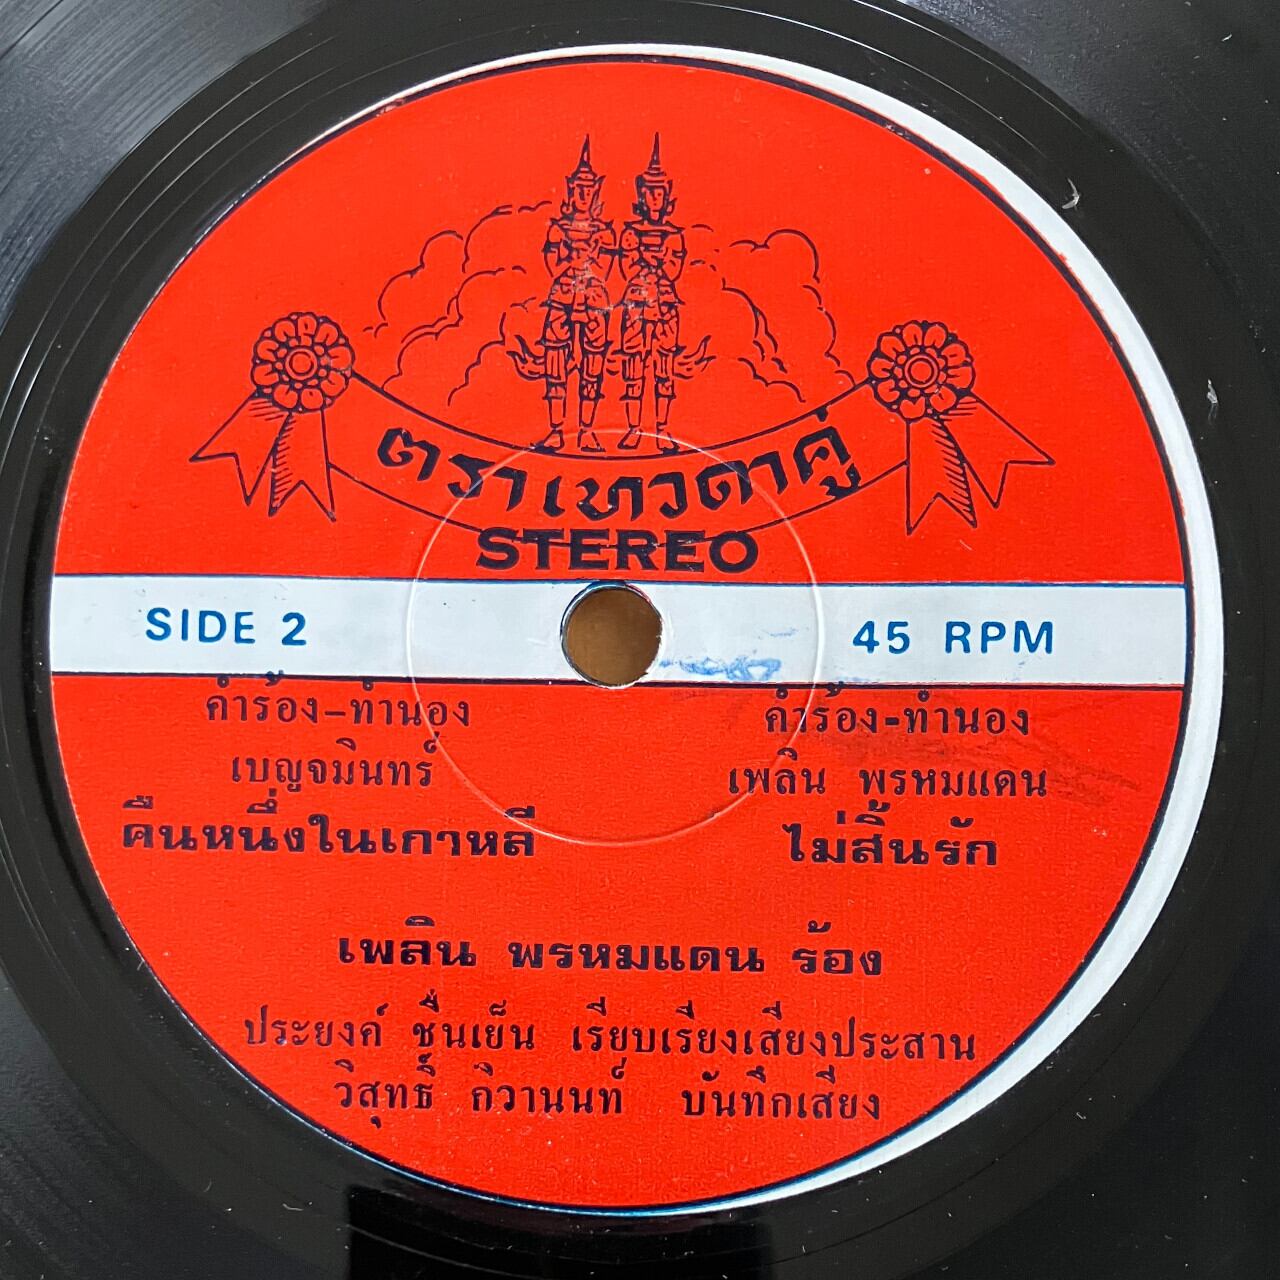 ตราเทวดาคู่
STEREO
SIDE 2
45 RPM
คำร้อง-ทำนอง
เบญจมินทร์
คืนหนึ่งในเกาหลี
คำร้อง-ทำนอง
เพลิน พรหมแดน
ไม่สิ้นรัก
เพลิน พรหมแดน ร้อง
ประยงค์ ชื่นเย็น เรียบเรียงเสียงประสาน
วิสุทธิ์ ถิวานนท์ บันทึกเสียง